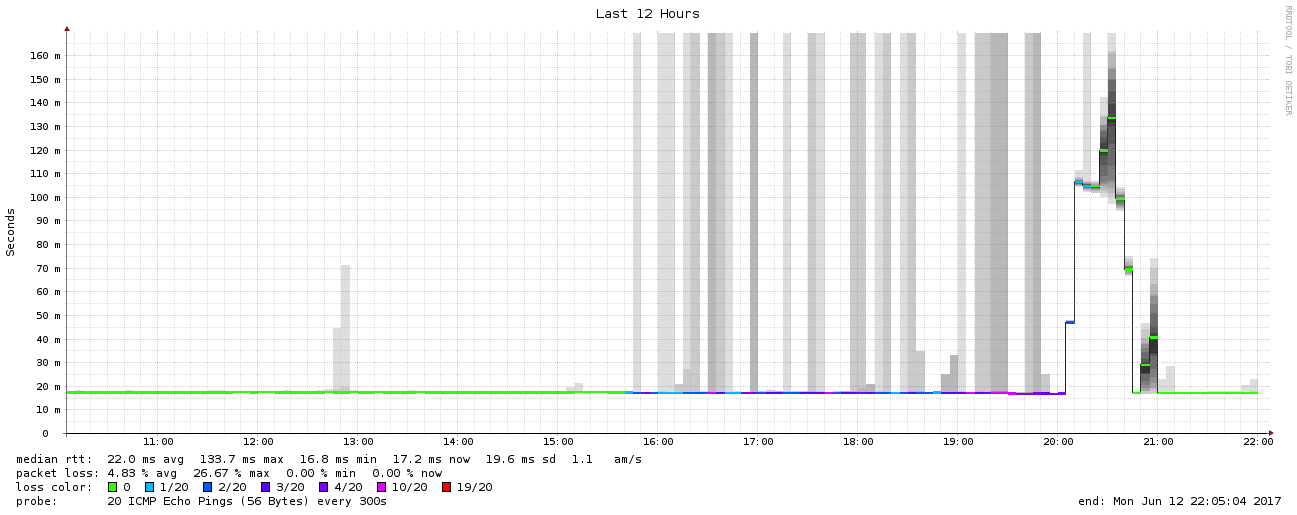 Last 12 Hours
RRDTOOL / TOBI OETIKER
Seconds
160 m
150 m
140 m
130 m
120 m
110 m
100 m
90 m
80 m
70 m
60 m
50 m
40 m
30 m
20 m
10 m
0
11:00 12:00 13:00 14:00 15:00 16:00 17:00 18:00 19:00 20:00 21:00 22:00
median rtt: 22.0 ms avg 133.7 ms max 16.8 ms min 17.2 ms now 19.6 ms sd 1.1 am/s
packet loss: 4.83 % avg 26.67 % max 0.00 % min 0.00 % now
loss color: 0 1/20 2/20 3/20 4/20 10/20 19/20
probe: 20 ICMP Echo Pings (56 Bytes) every 300s end: Mon Jun 12 22:05:04 2017